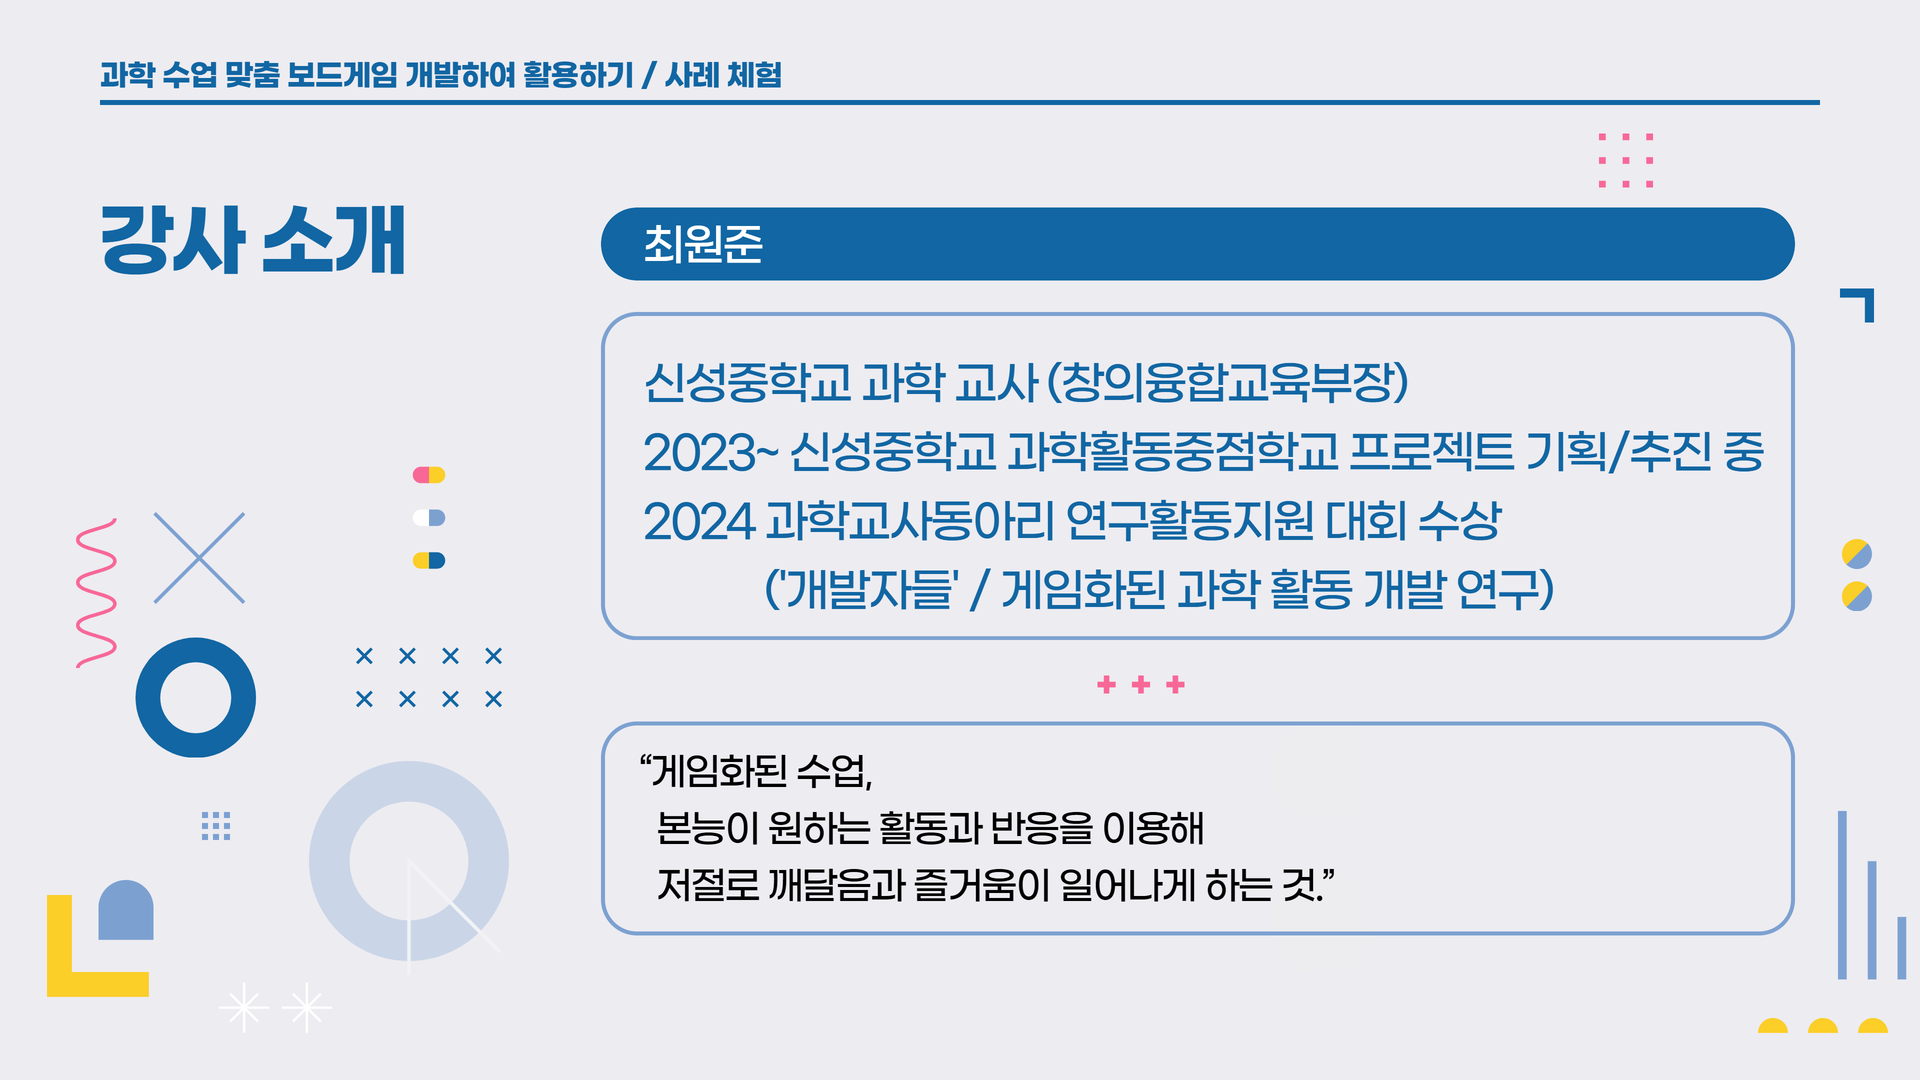 과학 수업 맞춤 보드게임 개발하여 활용하기 / 사례 체험
강사 소개
최원준
신성중학교 과학 교사 (창의융합교육부장)
2023~ 신성중학교 과학활동중점학교 프로젝트 기획/추진 중
2024 과학교사동아리 연구활동지원 대회 수상
('개발자들' / 게임화된 과학 활동 개발 연구)
“게임화된 수업,
본능이 원하는 활동과 반응을 이용해
저절로 깨달음과 즐거움이 일어나게 하는 것.”